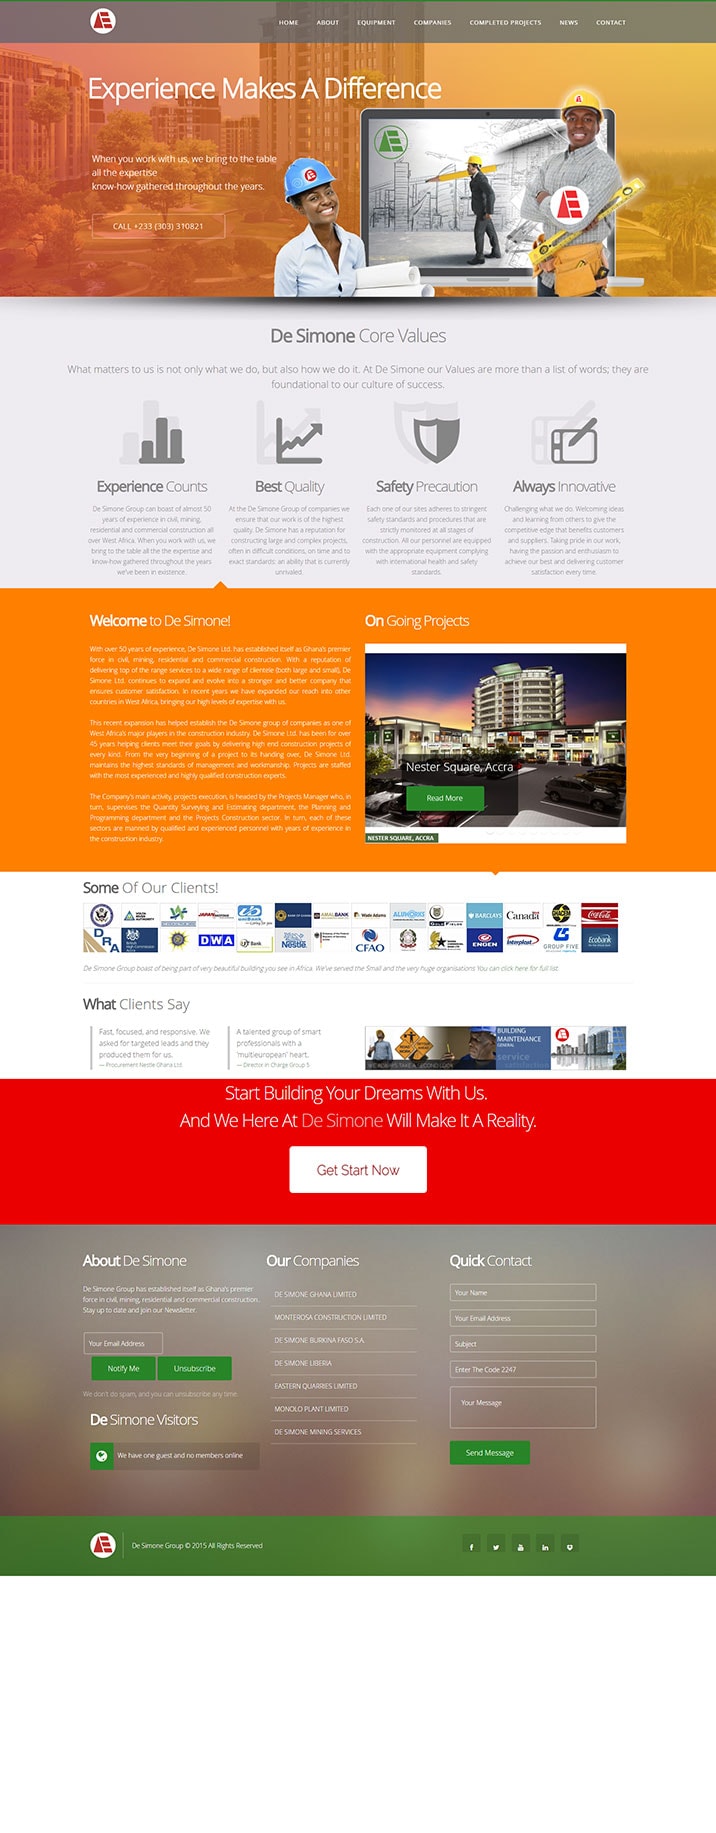 HOME ABOUT EQUIPMENT COMPANIES COMPLETED PROJECTS NEWS CONTACT
Experience Makes A Difference
When you work with us, we bring to the table
all the expertise
know-how gathered throughout the years.
CALL +233 (303) 310821
De Simone Core Values
What matters to us is not only what we do, but also how we do it. At De Simone our Values are more than a list of words; they are
foundational to our culture of success.
Experience Counts
De Simone Group can boast of almost 50
years of experience in civil, mining,
residential and commercial construction all
over West Africa. When you work with us, we
bring to the table all the the expertise and
know-how gathered throughout the years
we've been in existence.
Best Quality
At the De Simone Group of companies we
ensure that our work is of the highest
quality. De Simone has a reputation for
constructing large and complex projects,
often in difficult conditions, on time and to
exact standards: an ability that is currently
unrivaled.
Safety Precaution
Each one of our sites adheres to stringent
safety standards and procedures that are
strictly monitored at all stages of
construction. All our personnel are equipped
with the appropriate equipment complying
with international health and safety
standards.
Always Innovative
Challenging what we do. Welcoming ideas
and learning from others to give the
competitive edge that benefits customers
and suppliers. Taking pride in our work,
having the passion and enthusiasm to
achieve our best and delivering customer
satisfaction every time.
Welcome to De Simone!
With over 50 years of experience, De Simone Ltd. has established itself as Ghana's premier
force in civil, mining, residential and commercial construction. With a reputation of
delivering top of the range services to a wide range of clientele (both large and small), De
Simone Ltd. continues to expand and evolve into a stronger and better company that
ensures customer satisfaction. In recent years we have expanded our reach into other
countries in West Africa, bringing our high levels of expertise with us.
This recent expansion has helped establish the De Simone group of companies as one of
West Africa's major players in the construction industry. De Simone Ltd. has been for over
45 years helping clients meet their goals by delivering high end construction projects of
every kind. From the very beginning of a project to its handing over, De Simone Ltd.
maintains the highest standards of management and workmanship. Projects are staffed
with the most experienced and highly qualified construction experts.
The Company's main activity, projects execution, is headed by the Projects Manager who, in
turn, supervises the Quantity Surveying and Estimating department, the Planning and
Programming department and the Projects Construction sector. In turn, each of these
sectors are manned by qualified and experienced personnel with years of experience in
the construction industry.
On Going Projects
Nester Square, Accra
Read More
NESTER SQUARE, ACCRA
Some Of Our Clients!
BARCLAYS Canada Coca-Cola
DRA DWA Bank Nestle CFAO ENGEN Interplast GROUP FIVE Ecobank
De Simone Group boast of being part of very beautiful building you see in Africa. We've served the Small and the very huge organisations You can click here for full list
What Clients Say
Fast, focused, and responsive. We
asked for targeted leads and they
produced them for us.
— Procurement Nestle Ghana Ltd.
A talented group of smart
professionals with a
'multieuropean' heart.
— Director in Charge Group 5
BUILDING
MAINTENANCE
GENERAL
service
satisfaction
Start Building Your Dreams With Us.
And We Here At De Simone Will Make It A Reality.
Get Start Now
About De Simone
De Simone Group has established itself as Ghana's premier
force in civil, mining, residential and commercial construction.
Stay up to date and join our Newsletter.
Your Email Address
Notify Me Unsubscribe
We don't do spam, and you can unsubscribe any time.
De Simone Visitors
We have one guest and no members online
Our Companies
DE SIMONE GHANA LIMITED
MONTEROSA CONSTRUCTION LIMITED
DE SIMONE BURKINA FASO S.A.
DE SIMONE LIBERIA
EASTERN QUARRIES LIMITED
MONOLO PLANT LIMITED
DE SIMONE MINING SERVICES
Quick Contact
Your Name
Your Email Address
Subject
Enter The Code 2247
Your Message
Send Message
De Simone Group © 2015 All Rights Reserved